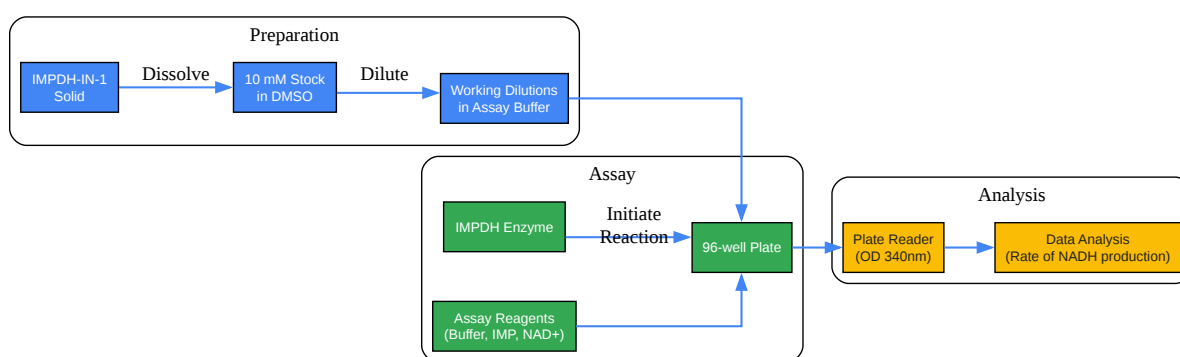 Preparation
IMPDH-IN-1
Solid
Dissolve
10 mM Stock
in DMSO
Dilute
Working Dilutions
in Assay Buffer
Assay
IMPDH Enzyme
Initiate
Reaction
96-well Plate
Assay Reagents
(Buffer, IMP, NAD+)
Analysis
Plate Reader
(OD 340nm)
Data Analysis
(Rate of NADH production)